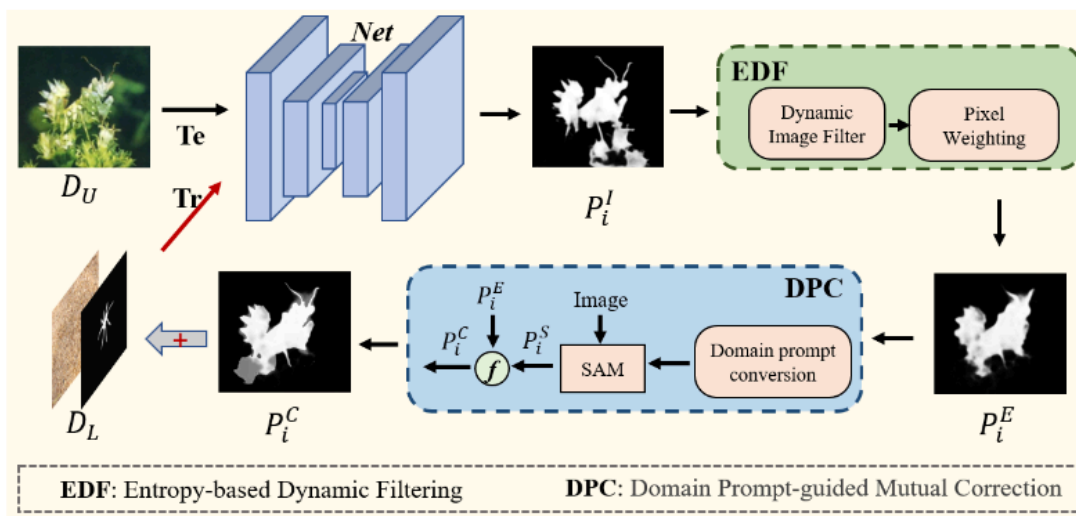 Net
EDF
Dynamic
Image Filter
Pixel
Weighting
Te
D_U
Tr
P_i^I
DPC
P_i^E
Image
P_i^C
P_i^S
f
SAM
Domain prompt
conversion
+
D_L
P_i^C
P_i^E
EDF: Entropy-based Dynamic Filtering
DPC: Domain Prompt-guided Mutual Correction